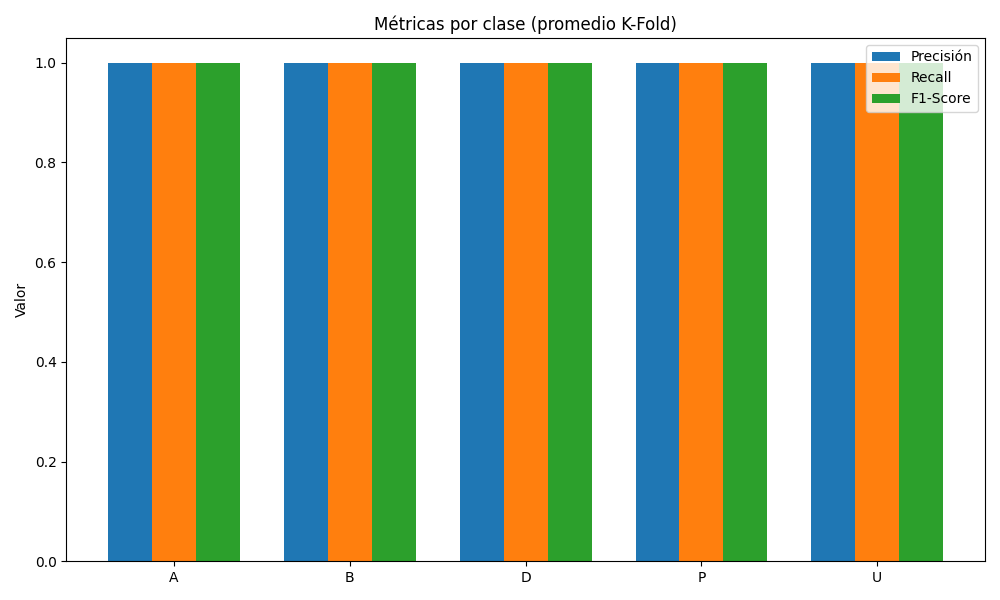 Métricas por clase (promedio K-Fold)
Precisión
Recall
F1-Score
Valor
1.0
0.8
0.6
0.4
0.2
0.0
A B D P U